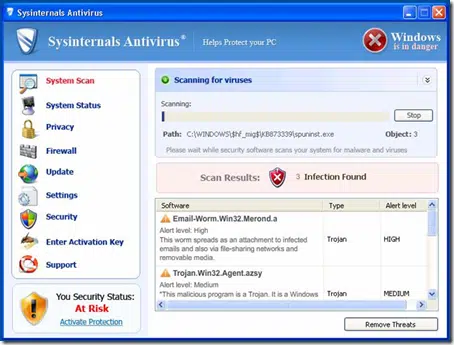 Sysinternals Antivirus
Sysinternals Antivirus®
Helps Protect your PC
Windows
is in danger
System Scan
System Status
Privacy
Firewall
Update
Settings
Security
Enter Activation Key
Support
You Security Status:
At Risk
Activate Protection
Scanning for viruses
Scanning:
Stop
Path: C:\WINDOWS\$hf_mig$\KB873339\spuninst.exe Object: 3
Please wait while security software scans your system for malware and viruses
Scan Results: 3 Infection Found
Software Type Alert level
Email-Worm.Win32.Merond.a
Alert level: High
This worm spreads as an attachment to infected Trojan HIGH
emails and also via file-sharing networks and
removable media.
Trojan.Win32.Agent.azsy
Alert level: Medium
"This malicious program is a Trojan. It is a Windows Trojan MEDIUM
Remove Threats